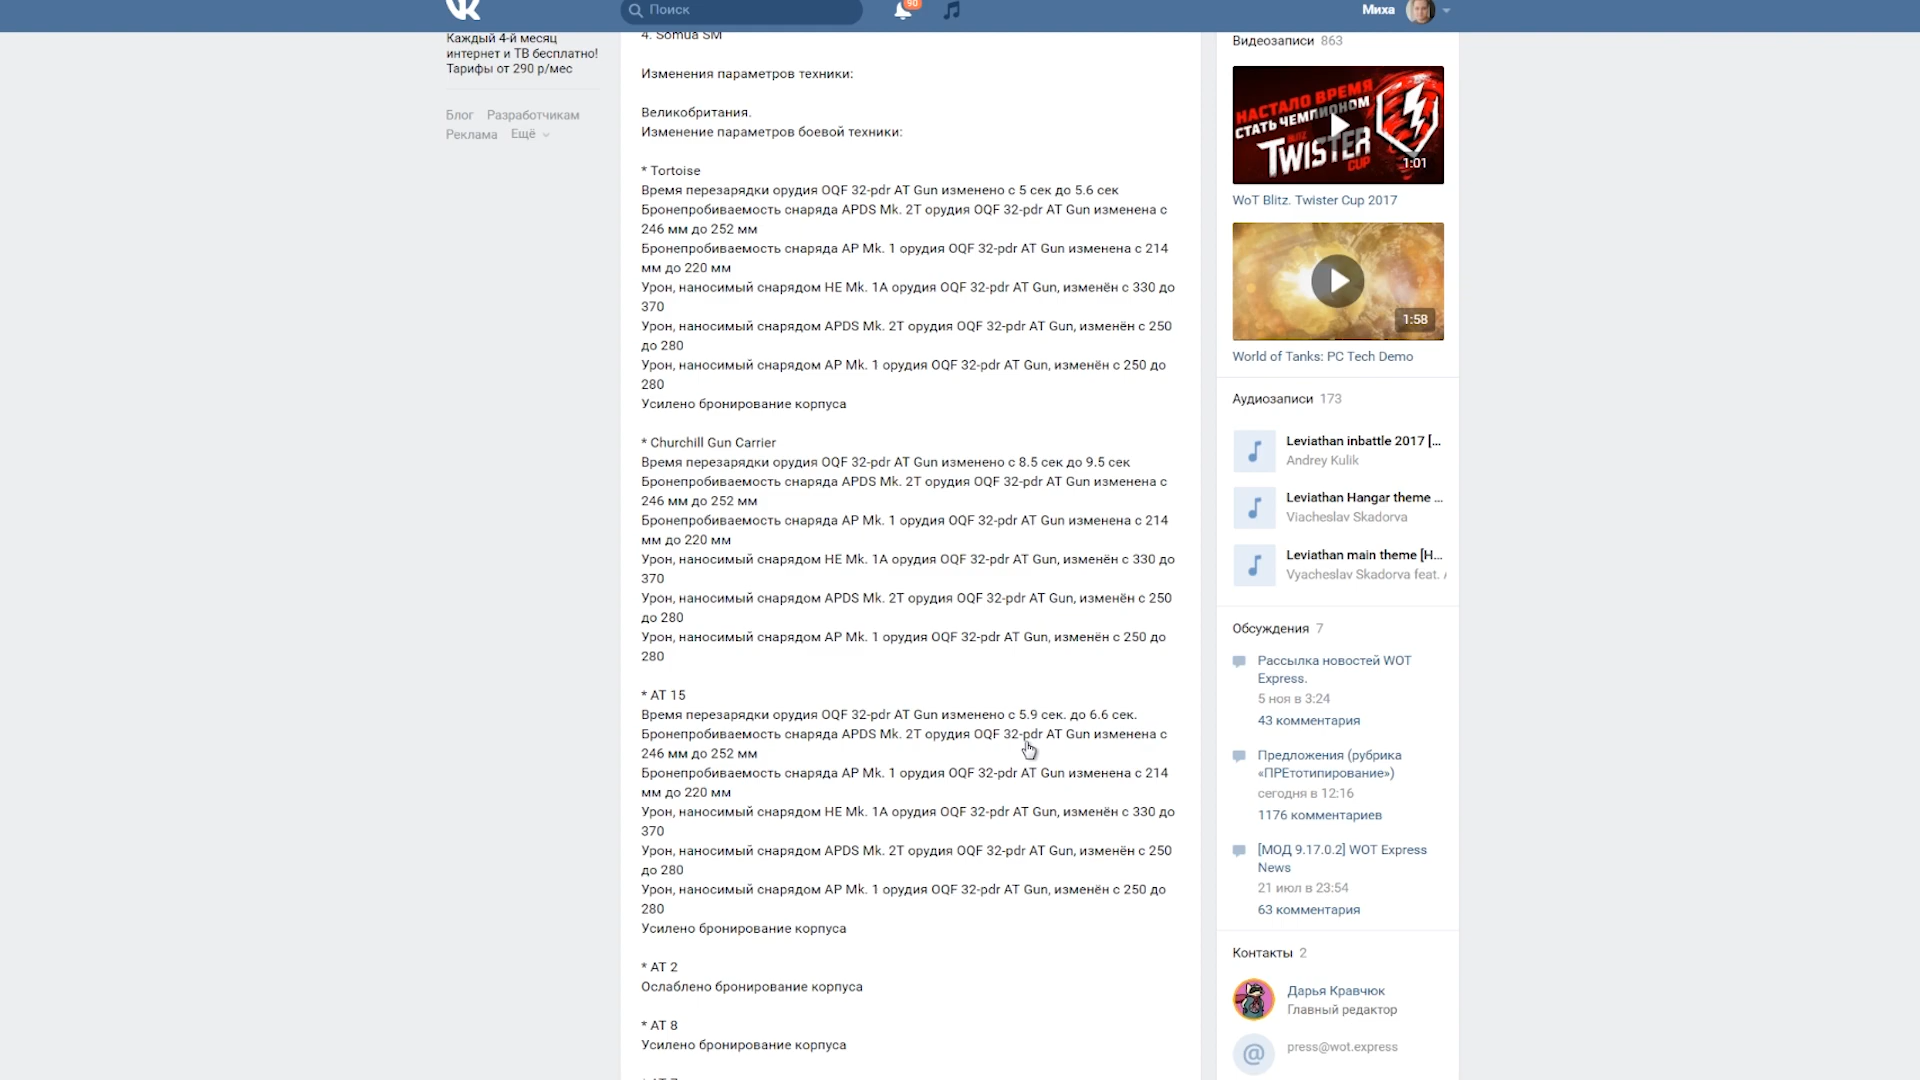 Поиск
90
Миха
Каждый 4-й месяц
интернет и ТВ бесплатно!
Тарифы от 290 р/мес
Блог Разработчикам
Реклама Ещё
4. Somua SM
Изменения параметров техники:
Великобритания.
Изменение параметров боевой техники:
* Tortoise
Время перезарядки орудия OQF 32-pdr AT Gun изменено с 5 сек до 5.6 сек
Бронепробиваемость снаряда APDS Mk. 2T орудия OQF 32-pdr AT Gun изменена с
246 мм до 252 мм
Бронепробиваемость снаряда AP Mk. 1 орудия OQF 32-pdr AT Gun изменена с 214
мм до 220 мм
Урон, наносимый снарядом HE Mk. 1A орудия OQF 32-pdr AT Gun, изменён с 330 до
370
Урон, наносимый снарядом APDS Mk. 2T орудия OQF 32-pdr AT Gun, изменён с 250
до 280
Урон, наносимый снарядом AP Mk. 1 орудия OQF 32-pdr AT Gun, изменён с 250 до
280
Усилено бронирование корпуса
* Churchill Gun Carrier
Время перезарядки орудия OQF 32-pdr AT Gun изменено с 8.5 сек до 9.5 сек
Бронепробиваемость снаряда APDS Mk. 2T орудия OQF 32-pdr AT Gun изменена с
246 мм до 252 мм
Бронепробиваемость снаряда AP Mk. 1 орудия OQF 32-pdr AT Gun изменена с 214
мм до 220 мм
Урон, наносимый снарядом HE Mk. 1A орудия OQF 32-pdr AT Gun, изменён с 330 до
370
Урон, наносимый снарядом APDS Mk. 2T орудия OQF 32-pdr AT Gun, изменён с 250
до 280
Урон, наносимый снарядом AP Mk. 1 орудия OQF 32-pdr AT Gun, изменён с 250 до
280
* AT 15
Время перезарядки орудия OQF 32-pdr AT Gun изменено с 5.9 сек. до 6.6 сек.
Бронепробиваемость снаряда APDS Mk. 2T орудия OQF 32-pdr AT Gun изменена с
246 мм до 252 мм
Бронепробиваемость снаряда AP Mk. 1 орудия OQF 32-pdr AT Gun изменена с 214
мм до 220 мм
Урон, наносимый снарядом HE Mk. 1A орудия OQF 32-pdr AT Gun, изменён с 330 до
370
Урон, наносимый снарядом APDS Mk. 2T орудия OQF 32-pdr AT Gun, изменён с 250
до 280
Урон, наносимый снарядом AP Mk. 1 орудия OQF 32-pdr AT Gun, изменён с 250 до
280
Усилено бронирование корпуса
* AT 2
Ослаблено бронирование корпуса
* AT 8
Усилено бронирование корпуса
Видеозаписи 863
НАСТАЛО ВРЕМЯ
СТАТЬ ЧЕМПИОНОМ
BLITZ
TWISTER
CUP
1:01
WoT Blitz. Twister Cup 2017
1:58
World of Tanks: PC Tech Demo
Аудиозаписи 173
Leviathan inbattle 2017 [...
Andrey Kulik
Leviathan Hangar theme ...
Viacheslav Skadorva
Leviathan main theme [H...
Vyacheslav Skadorva feat.
Обсуждения 7
Рассылка новостей WOT
Express.
5 ноя в 3:24
43 комментария
Предложения (рубрика
«ПРЕтотипирование»)
сегодня в 12:16
1176 комментариев
[МОД 9.17.0.2] WOT Express
News
21 июл в 23:54
63 комментария
Контакты 2
Дарья Кравчюк
Главный редактор
@
press@wot.express